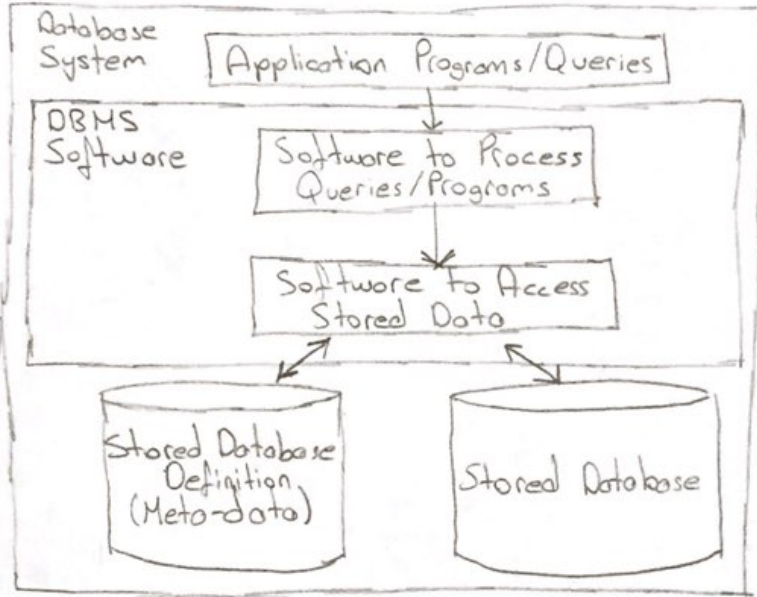 Database
System
Application Programs/Queries
DBMS
Software
Software to Process
Queries/Programs
Software to Access
Stored Data
Stored Database
Definition
(Meta-data)
Stored Database